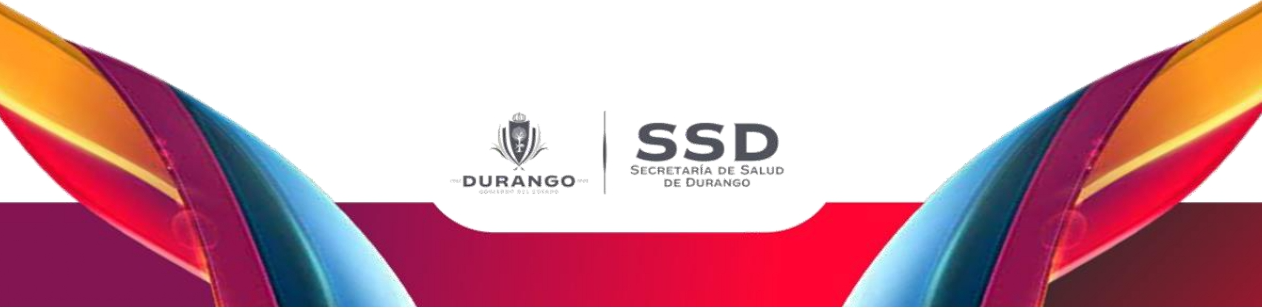 DURANGO
SSD
SECRETARÍA DE SALUD
DE DURANGO